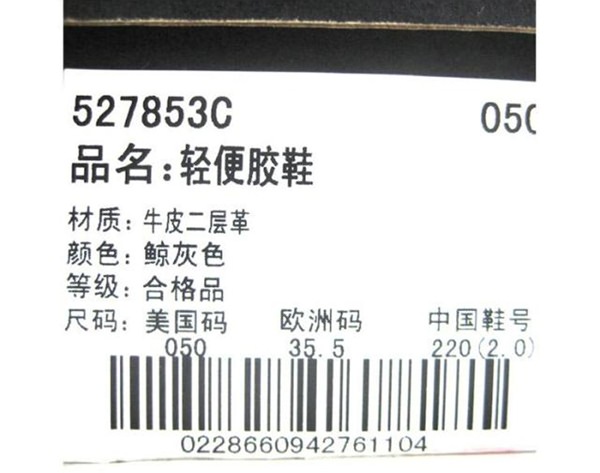 527853C 050
品名:轻便胶鞋
材质: 牛皮二层革
颜色: 鲸灰色
等级: 合格品
尺码: 美国码 欧洲码 中国鞋号
050 35.5 220(2.0)
02286609427611​04